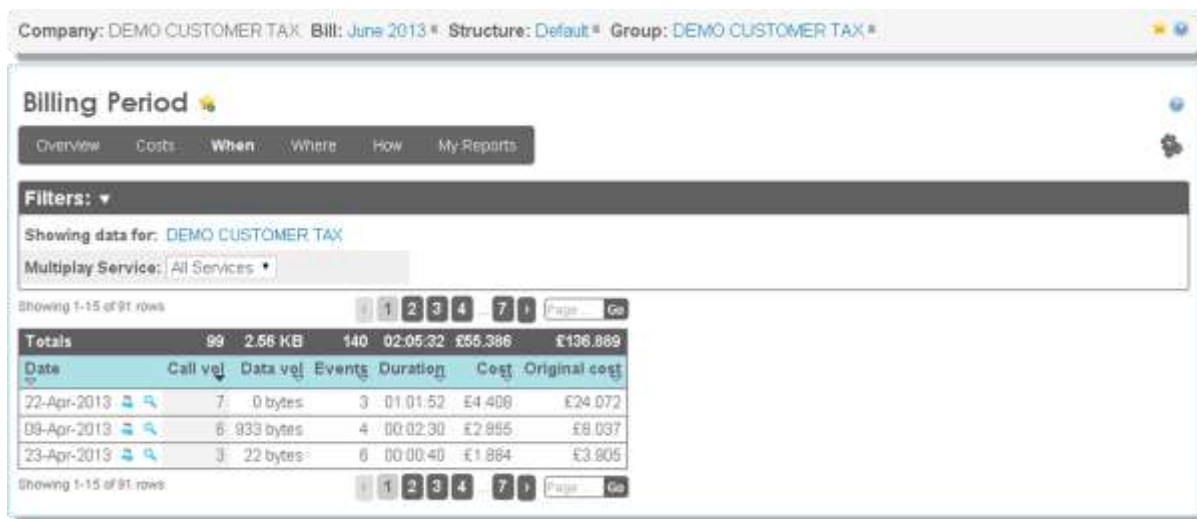 Company: DEMO CUSTOMER TAX Bill: June 2013 Structure: Default Group: DEMO CUSTOMER TAX
Billing Period
Overview Costs When Where How My Reports
Filters:
Showing data for: DEMO CUSTOMER TAX
Multiplay Service: All Services
Showing 1-15 of 91 rows 1 2 3 4 ... 7 Page... Go
Totals 99 2.56 KB 140 02:05:32 £55.386 £136.889
Date Call vol Data vol Events Duration Cost Original cost
22-Apr-2013 7 0 bytes 3 01:01:52 £4.408 £24.072
09-Apr-2013 6 933 bytes 4 00:02:30 £2.955 £6.037
23-Apr-2013 3 22 bytes 6 00:00:40 £1.864 £3.805
Showing 1-15 of 91 rows 1 2 3 4 ... 7 Page... Go